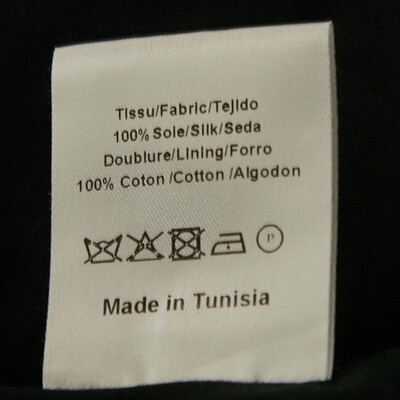 Tissu/Fabric/Tejido
100% Soie/Silk/Seda
Doublure/Lining/Forro
100% Coton /Cotton /Algodon
P
Made in Tunisia